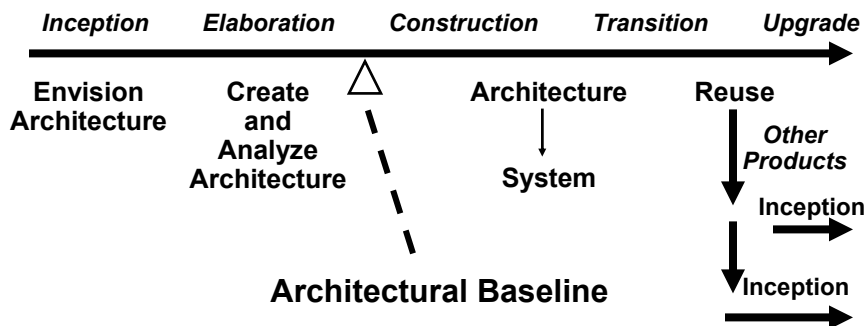 Inception Elaboration Construction Transition Upgrade
Envision
Architecture
Create
and
Analyze
Architecture
Architecture
System
Reuse
Other
Products
Inception
Inception
Architectural Baseline